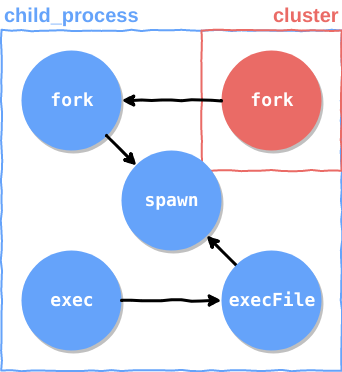 child_process
cluster
fork
fork
spawn
exec
execFile